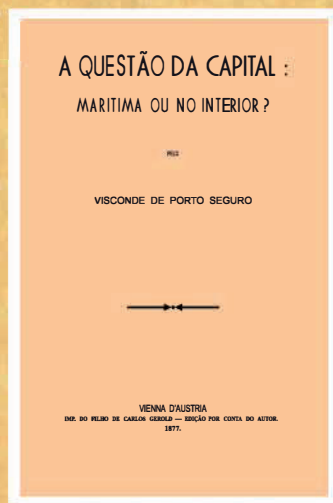 A QUESTÃO DA CAPITAL :
MARITIMA OU NO INTERIOR ?
PELO
VISCONDE DE PORTO SEGURO
VIENNA D'AUSTRIA
IMP. DO FILHO DE CARLOS GEROLD — EDIÇÃO POR CONTA DO AUTOR.
1877.